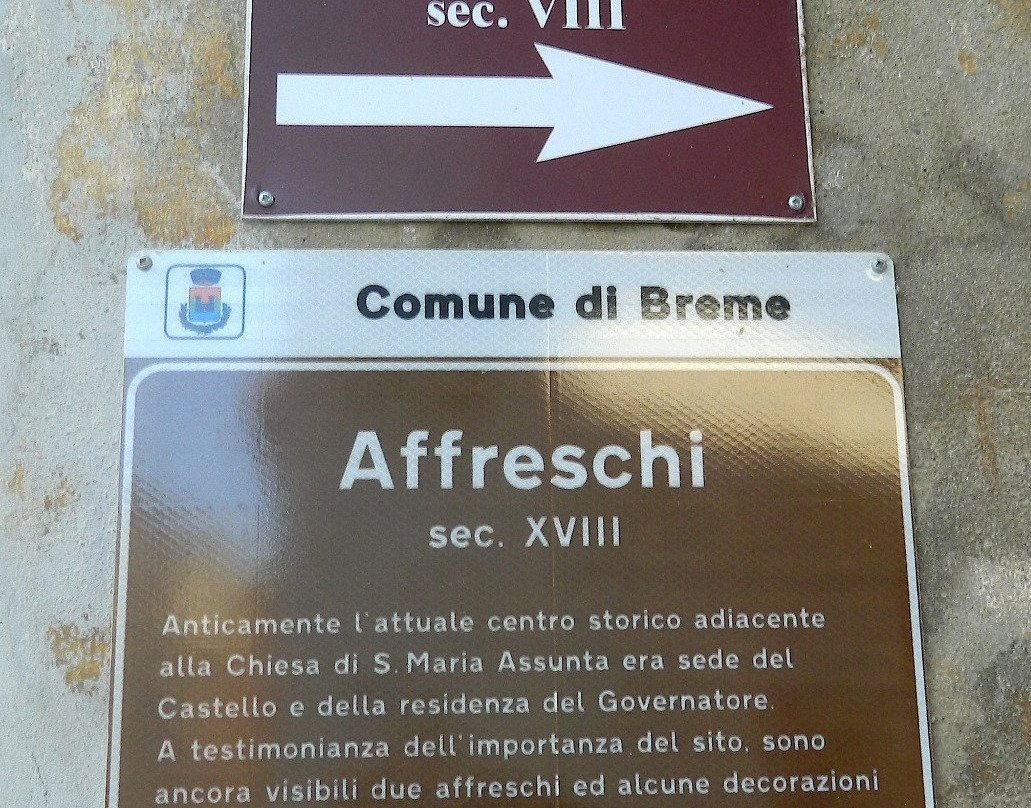 sec. VIII
Comune di Breme
Affreschi
sec. XVIII
Anticamente l'attuale centro storico adiacente
alla Chiesa di S. Maria Assunta era sede del
Castello e della residenza del Governatore.
A testimonianza dell'importanza del sito, sono
ancora visibili due affreschi ed alcune decorazioni